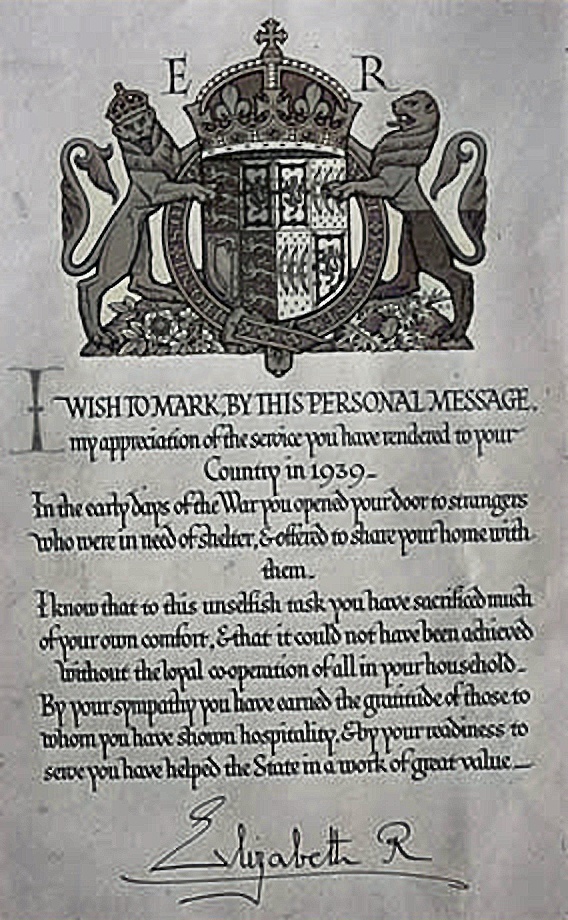 E R
I WISH TO MARK, BY THIS PERSONAL MESSAGE,
my appreciation of the service you have rendered to your
Country in 1939_
In the early days of the War you opened your door to strangers
who were in need of shelter, & offered to share your home with
them_
I know that to this unselfish task you have sacrificed much
of your own comfort, & that it could not have been achieved
without the loyal co-operation of all in your household_
By your sympathy you have earned the gratitude of those to
whom you have shown hospitality, & by your readiness to
serve you have helped the State in a work of great value_
Elizabeth R